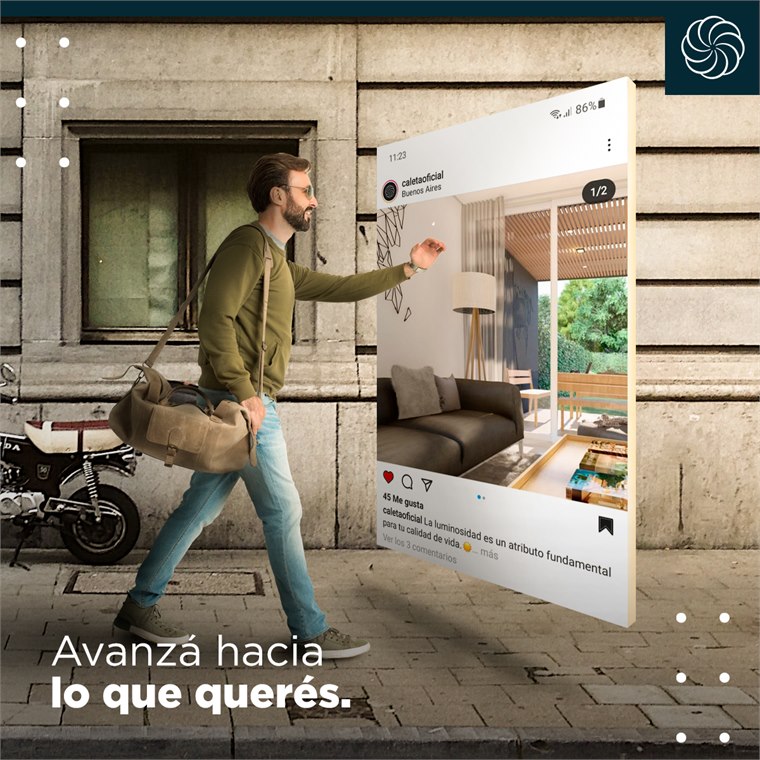 86%
11:23
caletaoficial
Buenos Aires
1/2
45 Me gusta
caletaoficial La luminosidad es un atributo fundamental
para tu calidad de vida. 😊... más
Ver los 3 comentarios
50
Avanzá hacia
lo que querés.